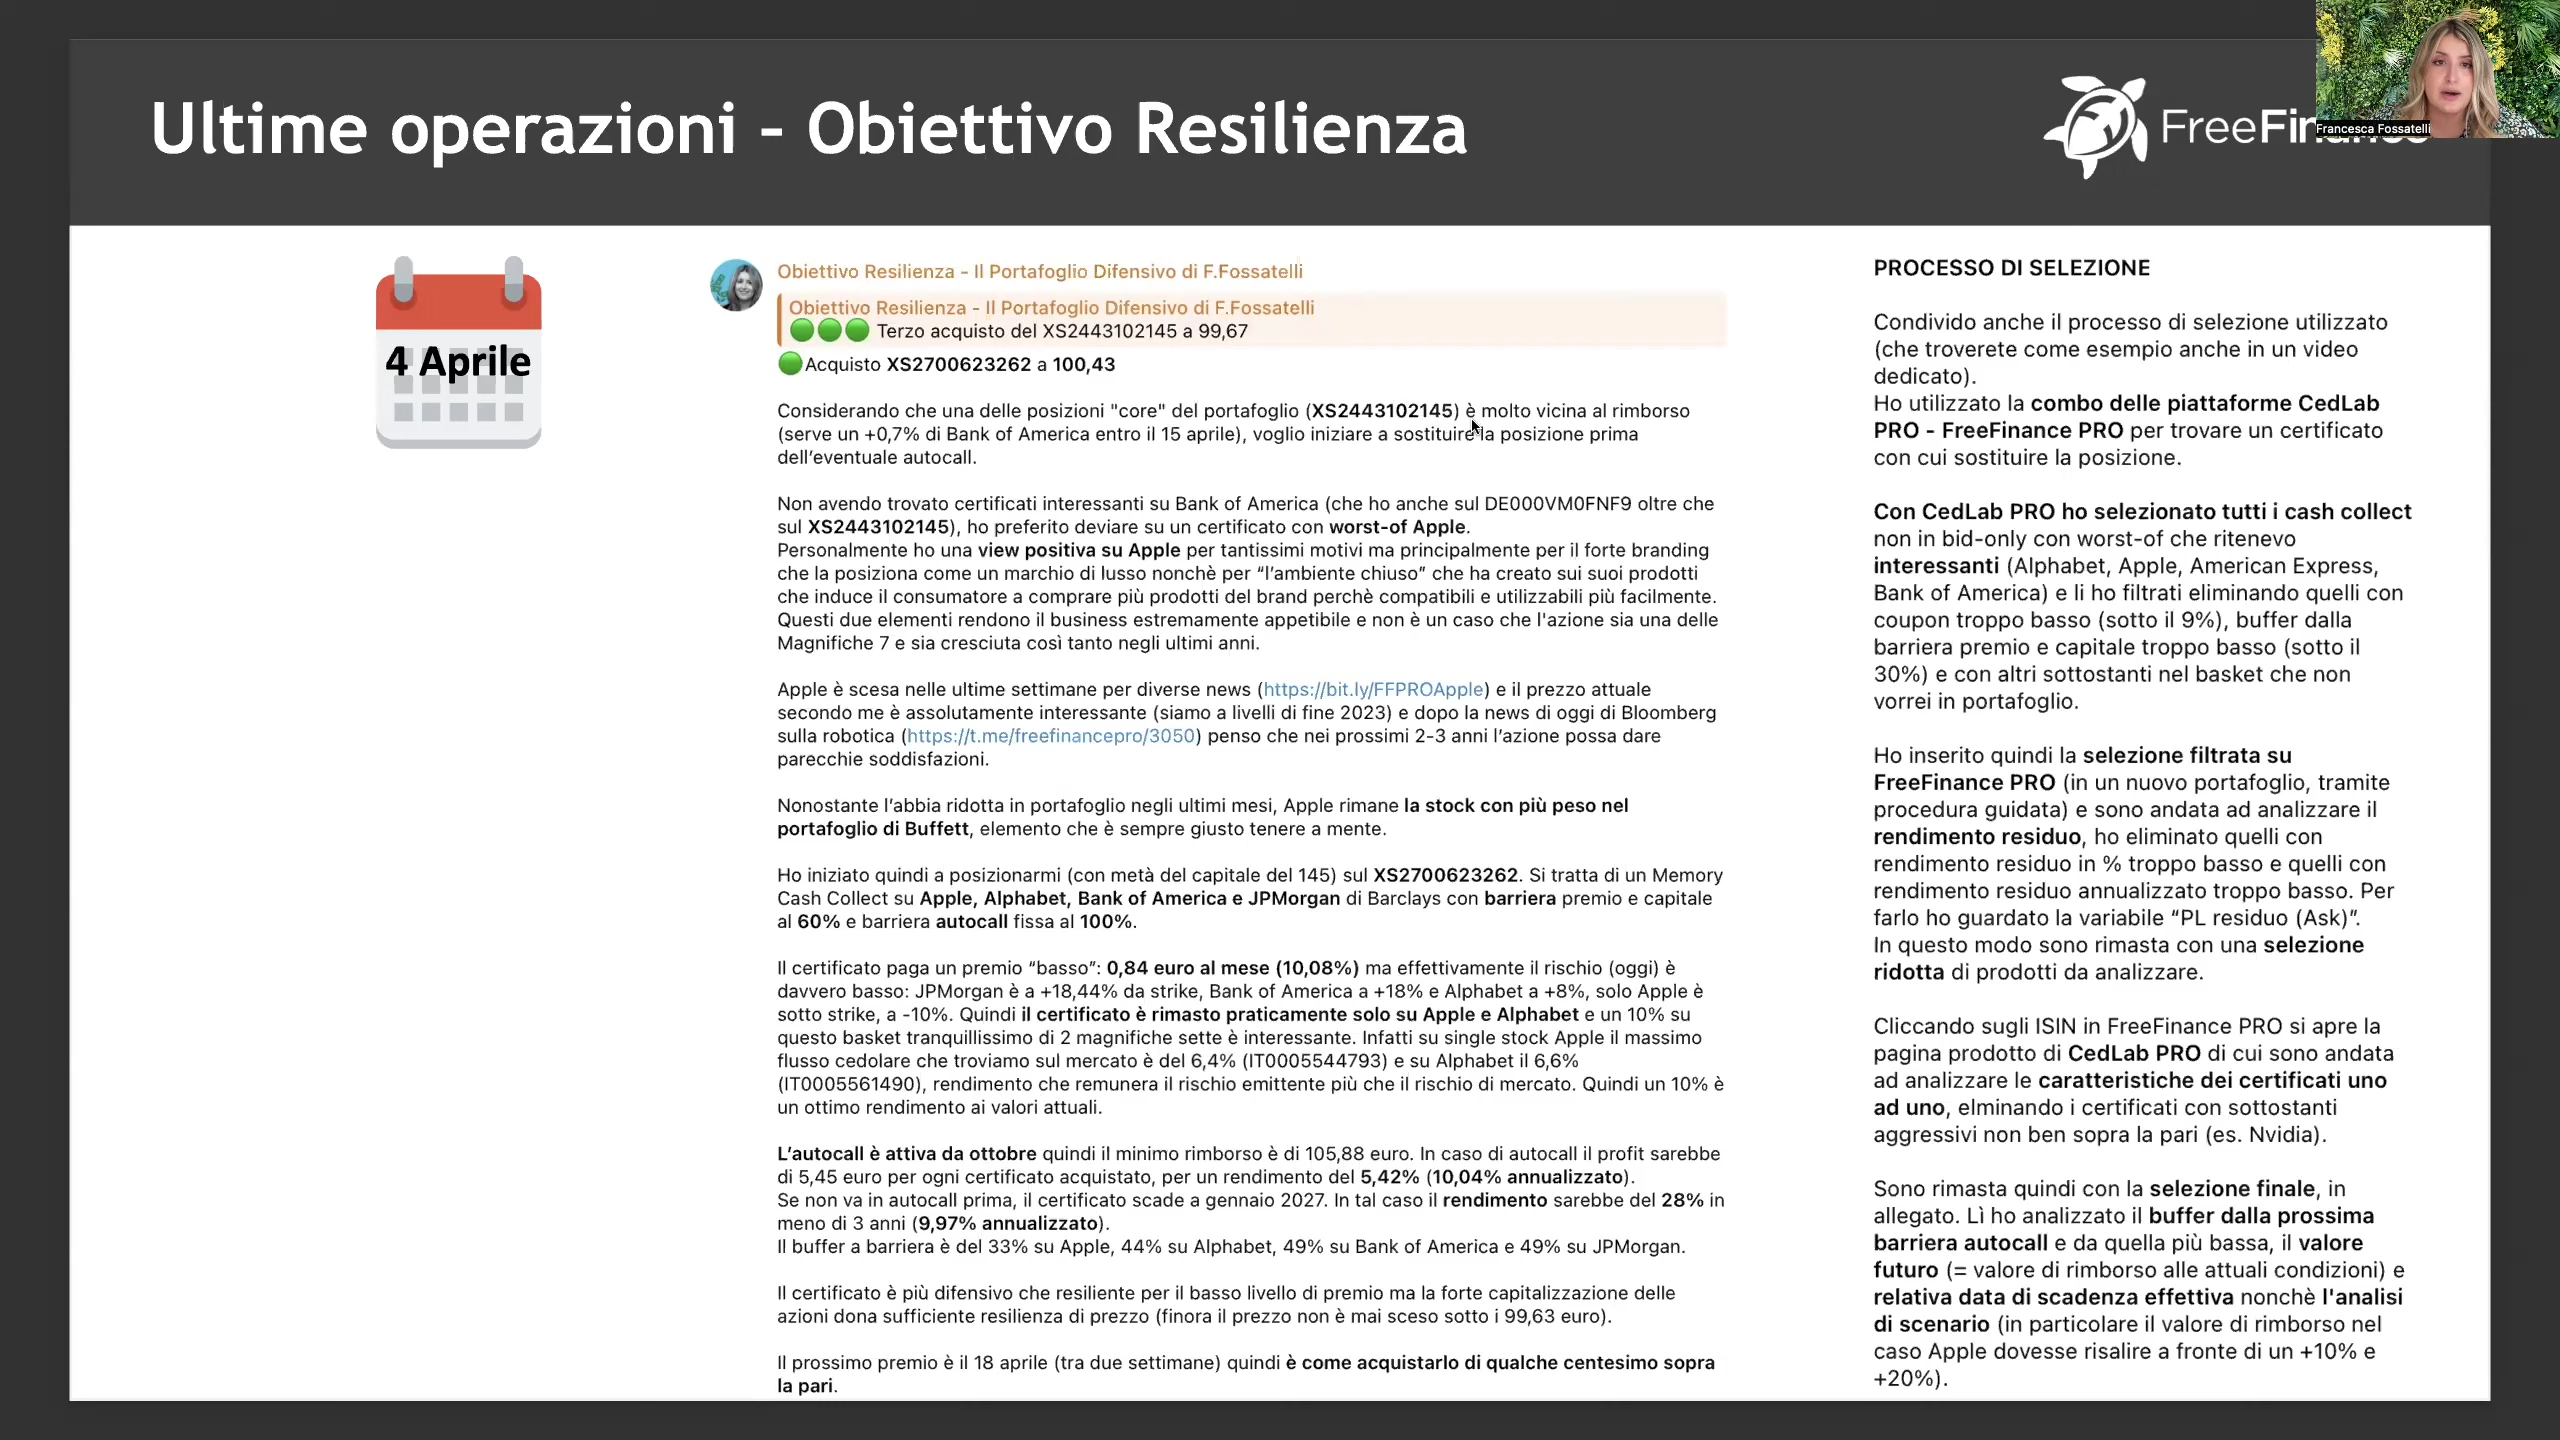 Ultime operazioni - Obiettivo Resilienza
Francesca Fossatelli
4 Aprile
Obiettivo Resilienza - Il Portafoglio Difensivo di F.Fossatelli
Obiettivo Resilienza - Il Portafoglio Difensivo di F.Fossatelli
🟢🟢🟢 Terzo acquisto del XS2443102145 a 99,67
🟢Acquisto XS2700623262 a 100,43
Considerando che una delle posizioni "core" del portafoglio (XS2443102145) è molto vicina al rimborso
(serve un +0,7% di Bank of America entro il 15 aprile), voglio iniziare a sostituire la posizione prima
dell'eventuale autocall.
Non avendo trovato certificati interessanti su Bank of America (che ho anche sul DE000VM0FNF9 oltre che
sul XS2443102145), ho preferito deviare su un certificato con worst-of Apple.
Personalmente ho una view positiva su Apple per tantissimi motivi ma principalmente per il forte branding
che la posiziona come un marchio di lusso nonchè per “l’ambiente chiuso” che ha creato sui suoi prodotti
che induce il consumatore a comprare più prodotti del brand perchè compatibili e utilizzabili più facilmente.
Questi due elementi rendono il business estremamente appetibile e non è un caso che l'azione sia una delle
Magnifiche 7 e sia cresciuta così tanto negli ultimi anni.
Apple è scesa nelle ultime settimane per diverse news (https://bit.ly/FFPROApple) e il prezzo attuale
secondo me è assolutamente interessante (siamo a livelli di fine 2023) e dopo la news di oggi di Bloomberg
sulla robotica (https://t.me/freefinancepro/3050) penso che nei prossimi 2-3 anni l’azione possa dare
parecchie soddisfazioni.
Nonostante l’abbia ridotta in portafoglio negli ultimi mesi, Apple rimane la stock con più peso nel
portafoglio di Buffett, elemento che è sempre giusto tenere a mente.
Ho iniziato quindi a posizionarmi (con metà del capitale del 145) sul XS2700623262. Si tratta di un Memory
Cash Collect su Apple, Alphabet, Bank of America e JPMorgan di Barclays con barriera premio e capitale
al 60% e barriera autocall fissa al 100%.
Il certificato paga un premio “basso”: 0,84 euro al mese (10,08%) ma effettivamente il rischio (oggi) è
davvero basso: JPMorgan è a +18,44% da strike, Bank of America a +18% e Alphabet a +8%, solo Apple è
sotto strike, a -10%. Quindi il certificato è rimasto praticamente solo su Apple e Alphabet e un 10% su
questo basket tranquillissimo di 2 magnifiche sette è interessante. Infatti su single stock Apple il massimo
flusso cedolare che troviamo sul mercato è del 6,4% (IT0005544793) e su Alphabet il 6,6%
(IT0005561490), rendimento che remunera il rischio emittente più che il rischio di mercato. Quindi un 10% è
un ottimo rendimento ai valori attuali.
L’autocall è attiva da ottobre quindi il minimo rimborso è di 105,88 euro. In caso di autocall il profit sarebbe
di 5,45 euro per ogni certificato acquistato, per un rendimento del 5,42% (10,04% annualizzato).
Se non va in autocall prima, il certificato scade a gennaio 2027. In tal caso il rendimento sarebbe del 28% in
meno di 3 anni (9,97% annualizzato).
Il buffer a barriera è del 33% su Apple, 44% su Alphabet, 49% su Bank of America e 49% su JPMorgan.
Il certificato è più difensivo che resiliente per il basso livello di premio ma la forte capitalizzazione delle
azioni dona sufficiente resilienza di prezzo (finora il prezzo non è mai sceso sotto i 99,63 euro).
Il prossimo premio è il 18 aprile (tra due settimane) quindi è come acquistarlo di qualche centesimo sopra
la pari.
PROCESSO DI SELEZIONE
Condivido anche il processo di selezione utilizzato
(che troverete come esempio anche in un video
dedicato).
Ho utilizzato la combo delle piattaforme CedLab
PRO - FreeFinance PRO per trovare un certificato
con cui sostituire la posizione.
Con CedLab PRO ho selezionato tutti i cash collect
non in bid-only con worst-of che ritenevo
interessanti (Alphabet, Apple, American Express,
Bank of America) e li ho filtrati eliminando quelli con
coupon troppo basso (sotto il 9%), buffer dalla
barriera premio e capitale troppo basso (sotto il
30%) e con altri sottostanti nel basket che non
vorrei in portafoglio.
Ho inserito quindi la selezione filtrata su
FreeFinance PRO (in un nuovo portafoglio, tramite
procedura guidata) e sono andata ad analizzare il
rendimento residuo, ho eliminato quelli con
rendimento residuo in % troppo basso e quelli con
rendimento residuo annualizzato troppo basso. Per
farlo ho guardato la variabile “PL residuo (Ask)”.
In questo modo sono rimasta con una selezione
ridotta di prodotti da analizzare.
Cliccando sugli ISIN in FreeFinance PRO si apre la
pagina prodotto di CedLab PRO di cui sono andata
ad analizzare le caratteristiche dei certificati uno
ad uno, elminando i certificati con sottostanti
aggressivi non ben sopra la pari (es. Nvidia).
Sono rimasta quindi con la selezione finale, in
allegato. Lì ho analizzato il buffer dalla prossima
barriera autocall e da quella più bassa, il valore
futuro (= valore di rimborso alle attuali condizioni) e
relativa data di scadenza effettiva nonchè l'analisi
di scenario (in particolare il valore di rimborso nel
caso Apple dovesse risalire a fronte di un +10% e
+20%).